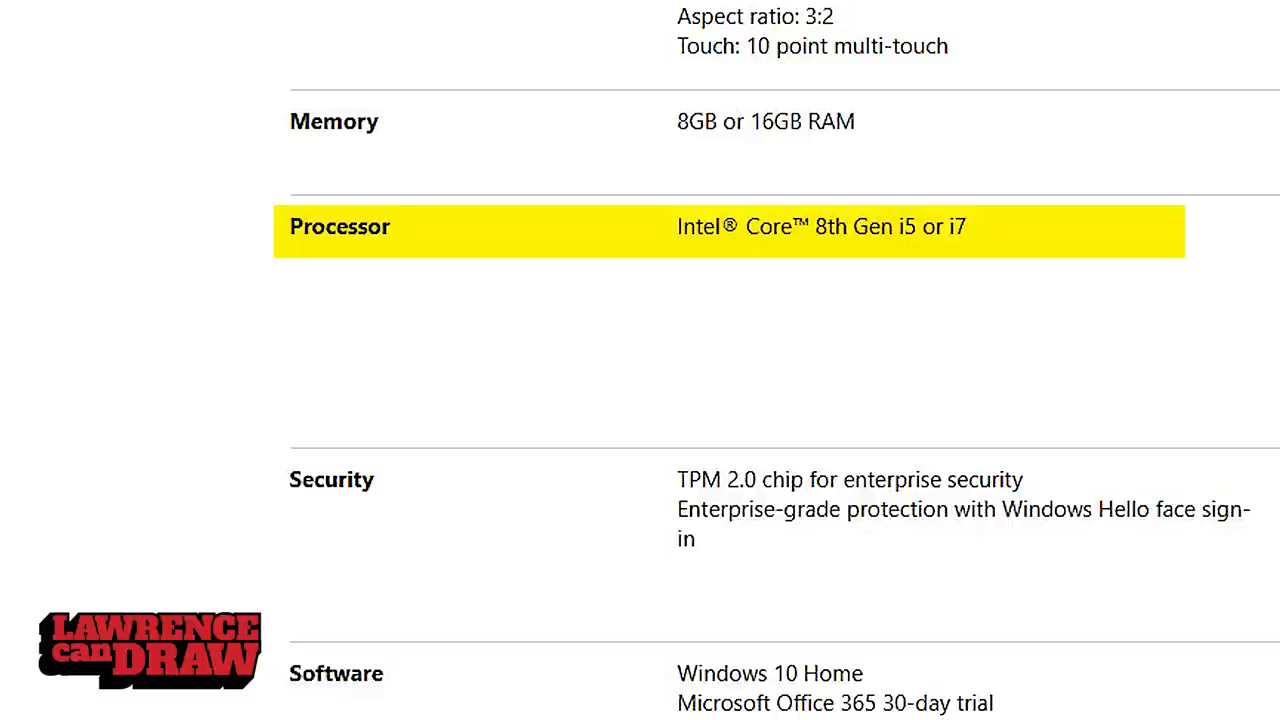 Aspect ratio: 3:2
Touch: 10 point multi-touch
Memory
8GB or 16GB RAM
Processor
Intel® Core™ 8th Gen i5 or i7
Security
TPM 2.0 chip for enterprise security
Enterprise-grade protection with Windows Hello face sign-
in
Software
Windows 10 Home
Microsoft Office 365 30-day trial
LAWRENCE
can DRAW